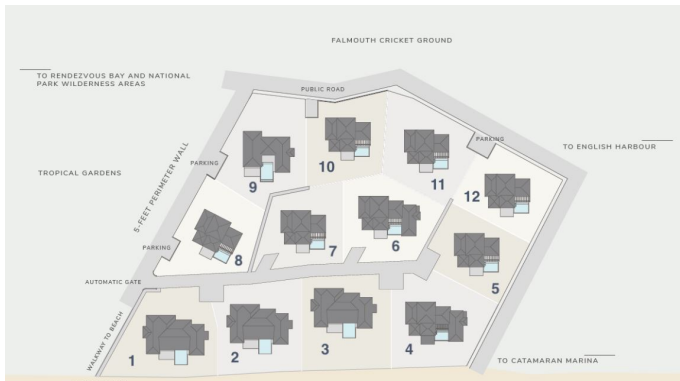 FALMOUTH CRICKET GROUND
TO RENDEZVOUS BAY AND NATIONAL
PARK WILDERNESS AREAS
PUBLIC ROAD
PARKING
TO ENGLISH HARBOUR
10
11
PARKING
TROPICAL GARDENS
5-FEET PERIMETER WALL
9
12
7
6
8
PARKING
5
AUTOMATIC GATE
WALKWAY TO BEACH
1
2
3
4
TO CATAMARAN MARINA